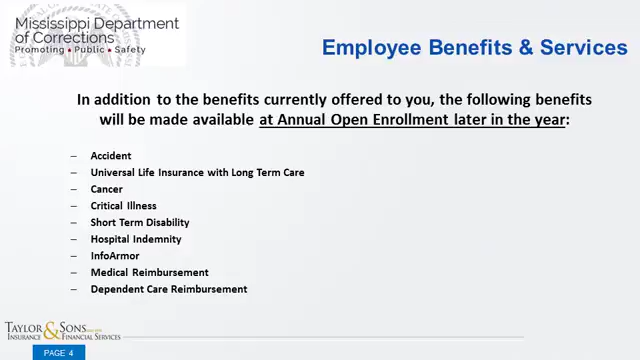 Mississippi Department
of Corrections
Promoting • Public • Safety
Employee Benefits & Services
In addition to the benefits currently offered to you, the following benefits
will be made available at Annual Open Enrollment later in the year:
– Accident
– Universal Life Insurance with Long Term Care
– Cancer
– Critical Illness
– Short Term Disability
– Hospital Indemnity
– InfoArmor
– Medical Reimbursement
– Dependent Care Reimbursement
TAYLOR & SONS
INSURANCE FINANCIAL SERVICES
PAGE 4